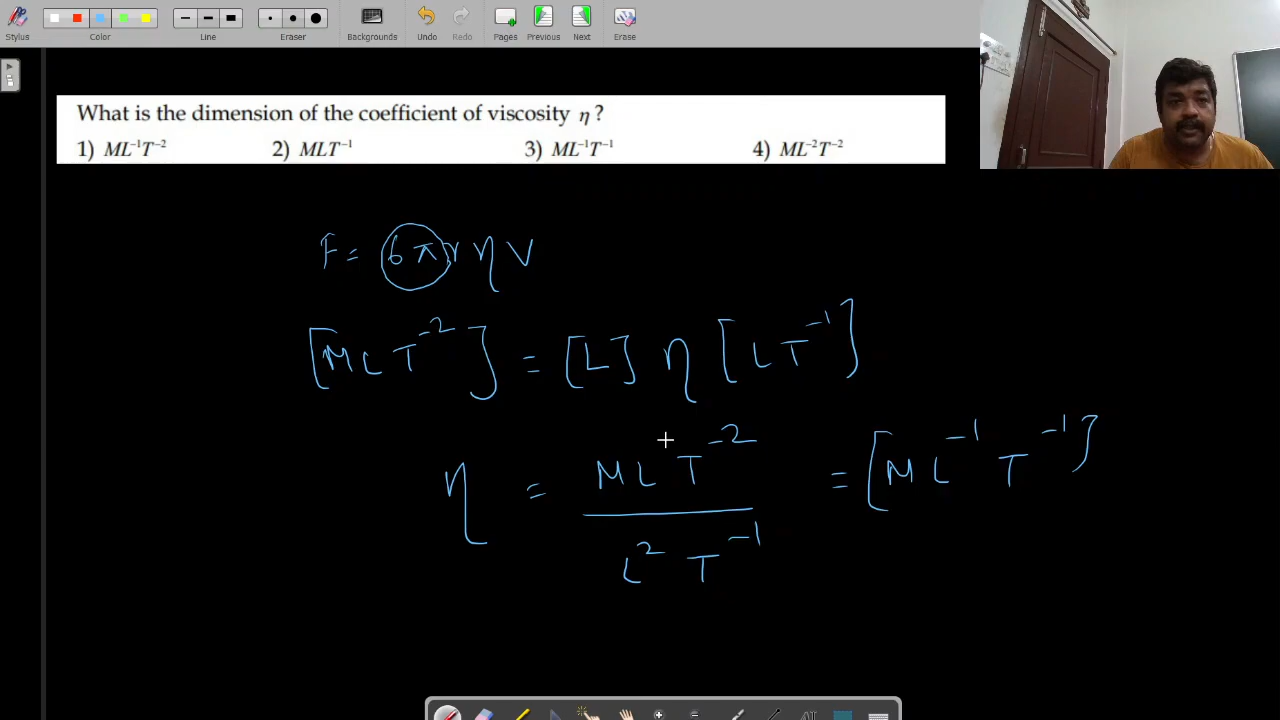 Stylus Color Line Eraser Backgrounds Undo Redo Pages Previous Next Erase
What is the dimension of the coefficient of viscosity η ?
1) ML⁻¹T⁻² 2) MLT⁻¹ 3) ML⁻¹T⁻¹ 4) ML⁻²T⁻²
F = 6π r η v
[MLT⁻²] = [L] η [LT⁻¹]
η = MLT⁻² / L²T⁻¹ = [ML⁻¹T⁻¹]